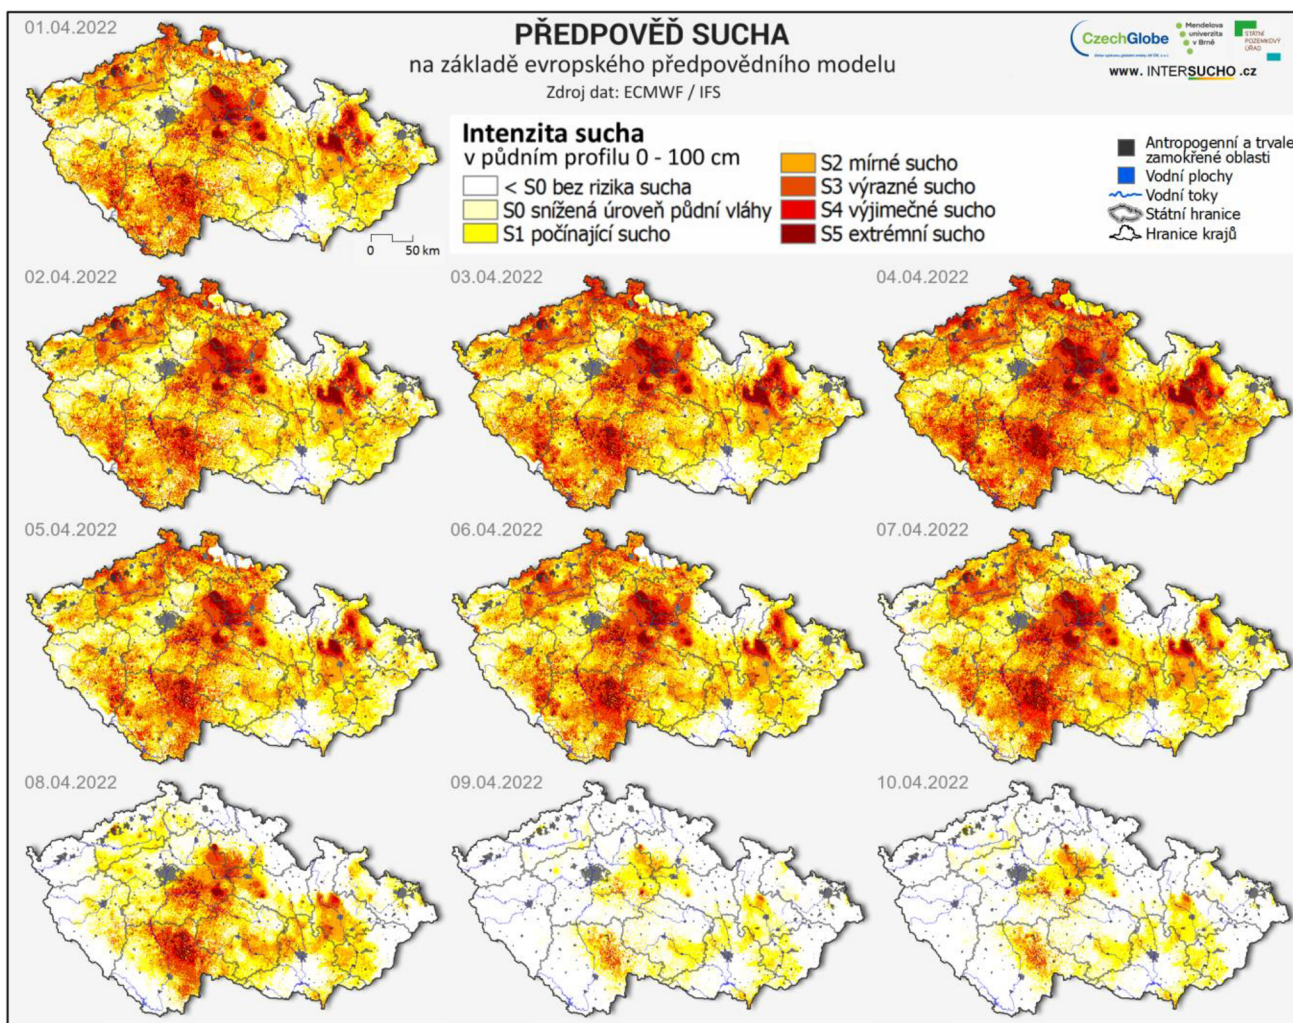 01.04.2022
PŘEDPOVĚĎ SUCHA
na základě evropského předpovědního modelu
Zdroj dat: ECMWF / IFS
CzechGlobe
Mendelova
univerzita
v Brně
STÁTNÍ
POZEMKOVÝ
ÚŘAD
www. INTERSUCHO .cz
Intenzita sucha
v půdním profilu 0 - 100 cm
< S0 bez rizika sucha
S0 snížená úroveň půdní vláhy
S1 počínající sucho
S2 mírné sucho
S3 výrazné sucho
S4 výjimečné sucho
S5 extrémní sucho
Antropogenní a trvale
zamokřené oblasti
Vodní plochy
Vodní toky
Státní hranice
Hranice krajů
0 50 km
02.04.2022
03.04.2022
04.04.2022
05.04.2022
06.04.2022
07.04.2022
08.04.2022
09.04.2022
10.04.2022